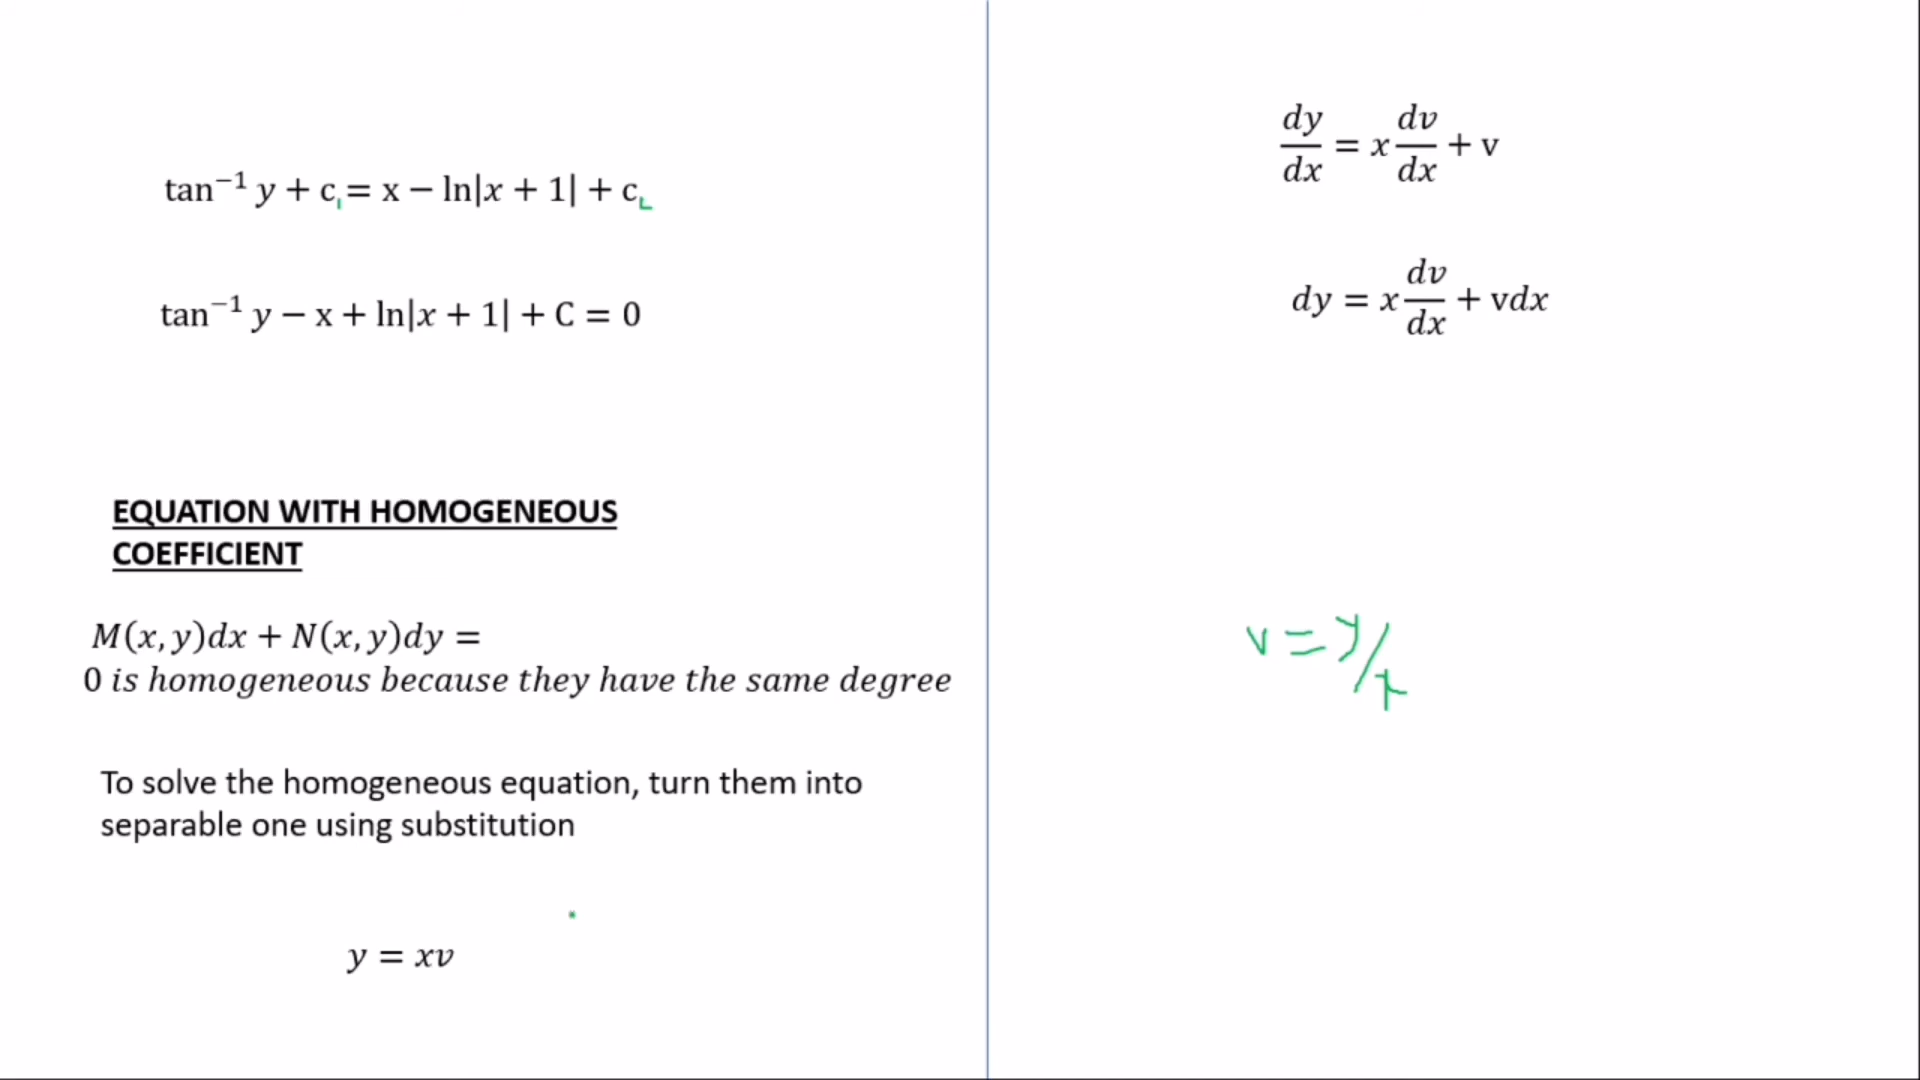 tan⁻¹ y + c₁ = x − ln|x + 1| + c
tan⁻¹ y − x + ln|x + 1| + C = 0
EQUATION WITH HOMOGENEOUS
COEFFICIENT
M(x, y)dx + N(x, y)dy =
0 is homogeneous because they have the same degree
To solve the homogeneous equation, turn them into
separable one using substitution
y = xv
dy/dx = x dv/dx + v
dy = x dv/dx + vdx
v = y/x